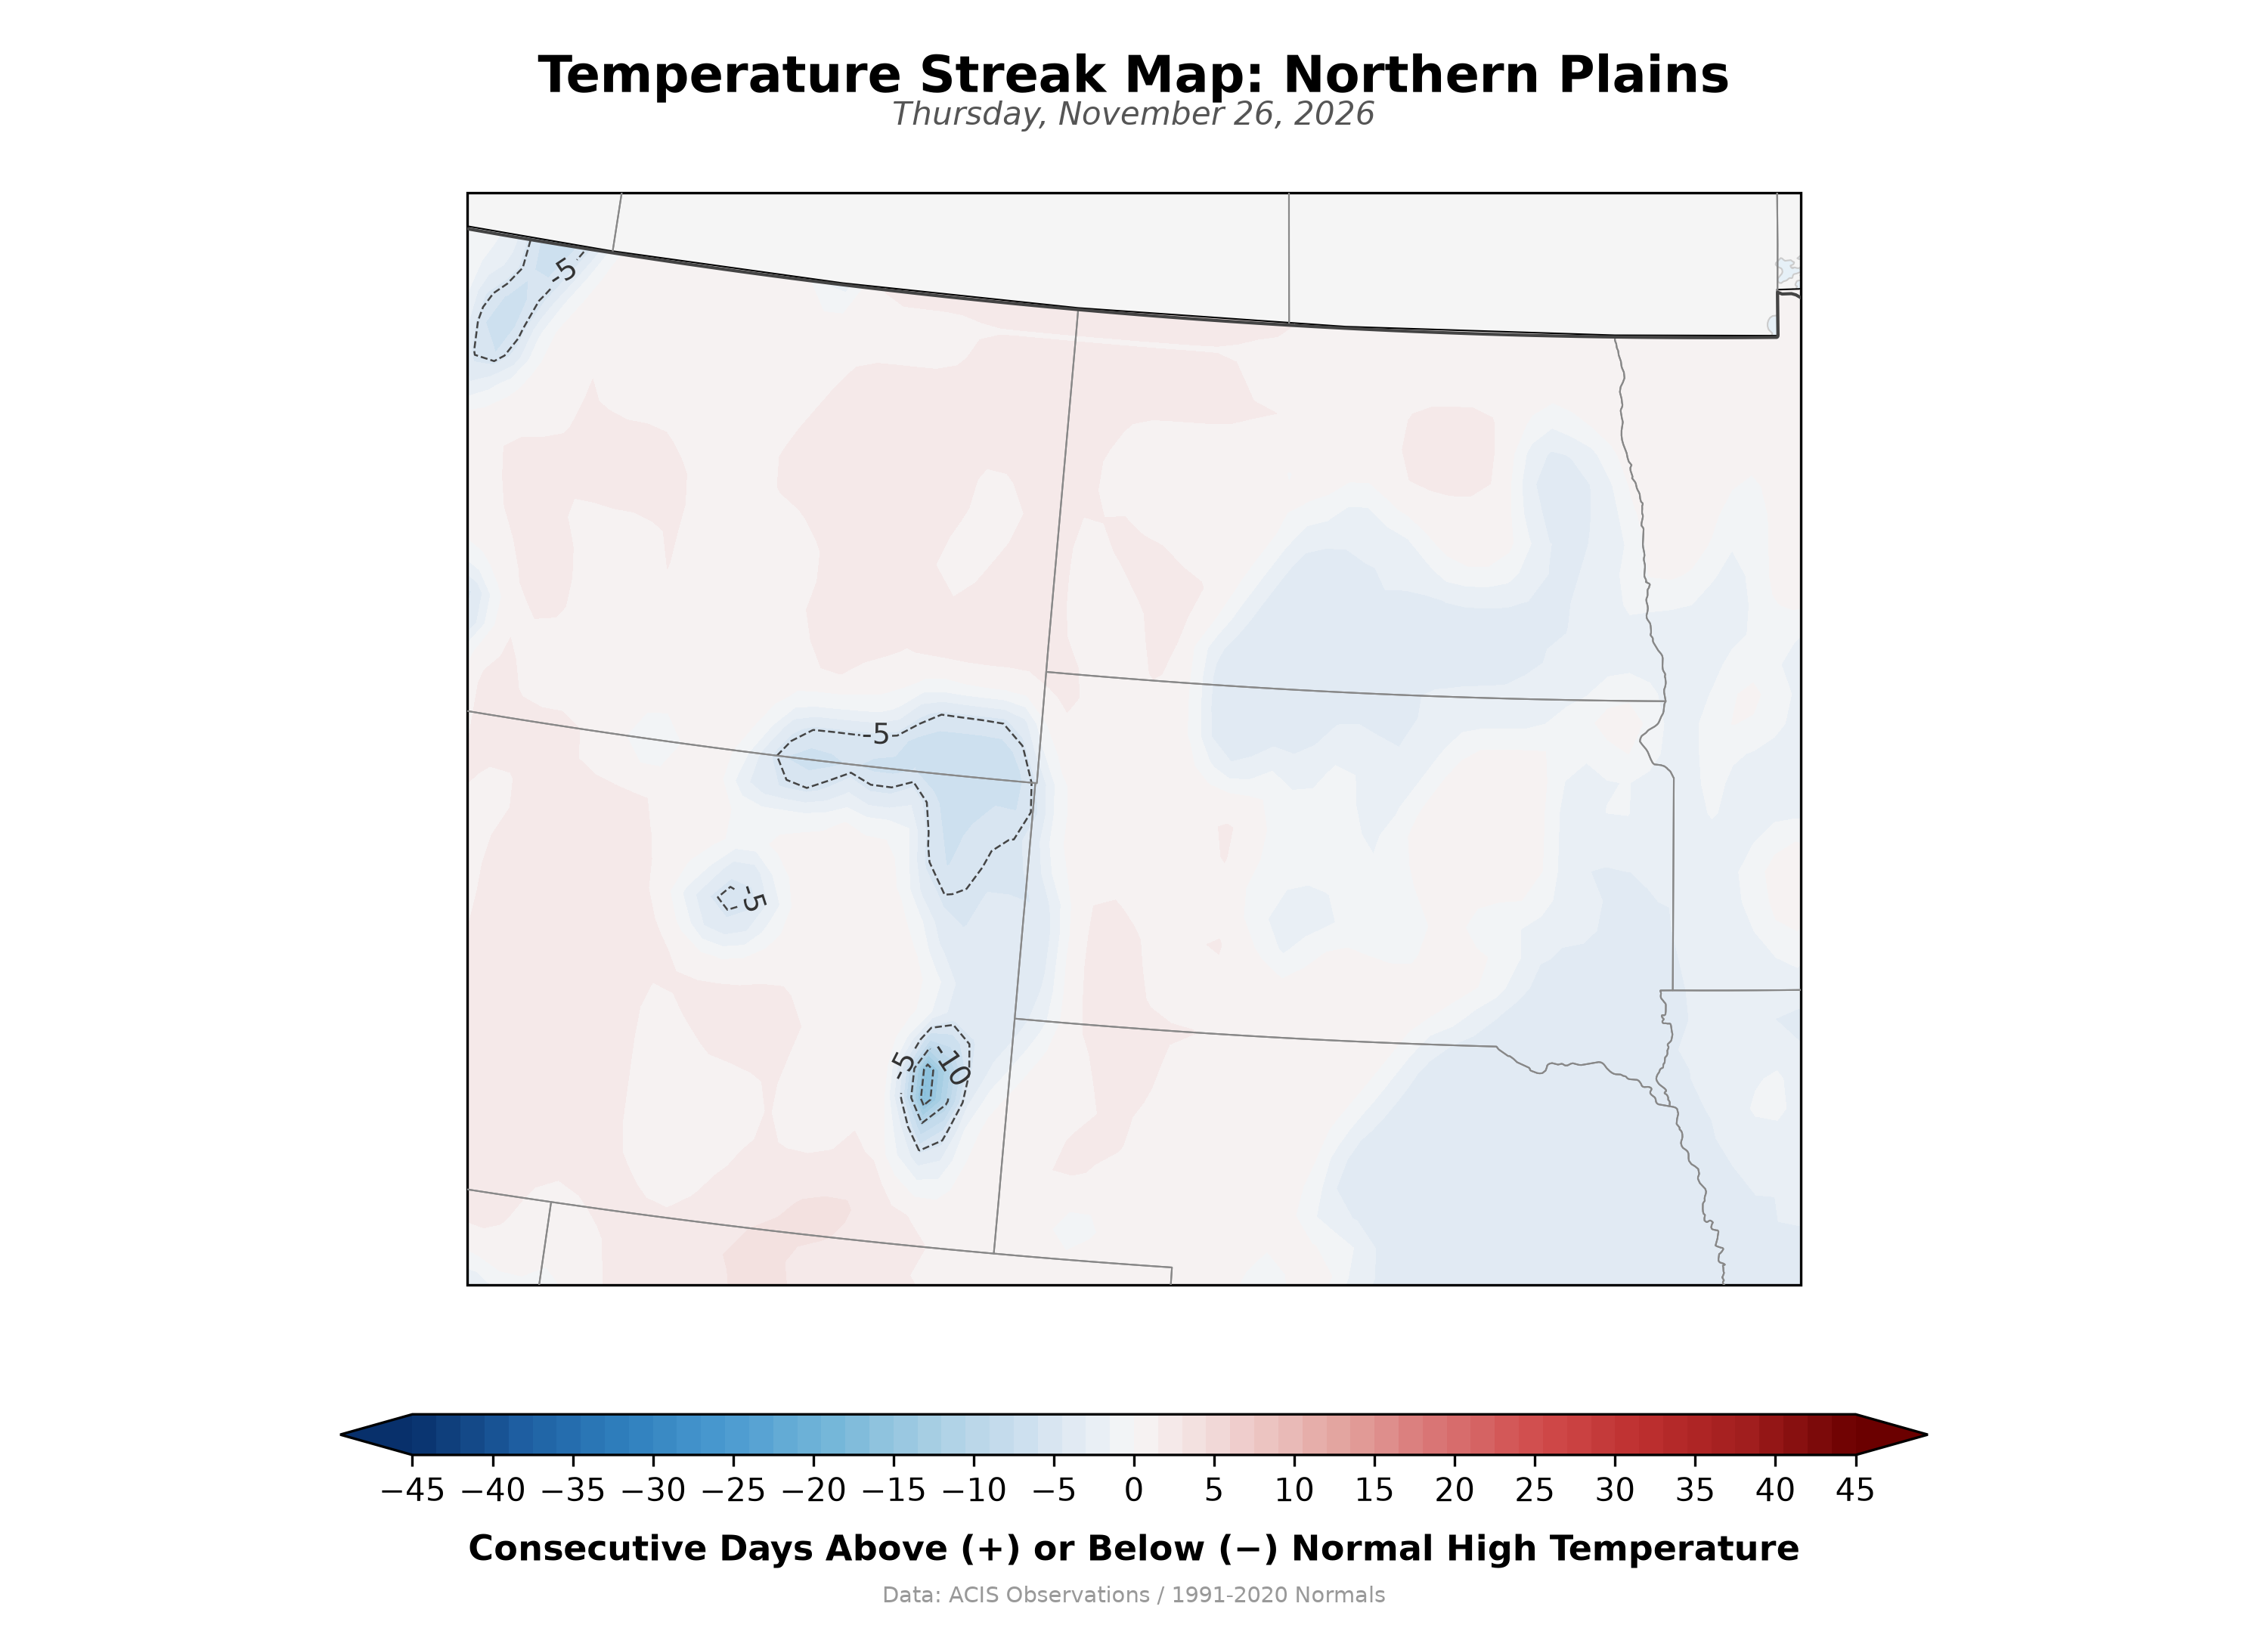 Temperature Streak Map: Northern Plains
Thursday, November 26, 2026
-5
-5
-5
-5
-10
−45 −40 −35 −30 −25 −20 −15 −10 −5 0 5 10 15 20 25 30 35 40 45
Consecutive Days Above (+) or Below (−) Normal High Temperature
Data: ACIS Observations / 1991-2020 Normals